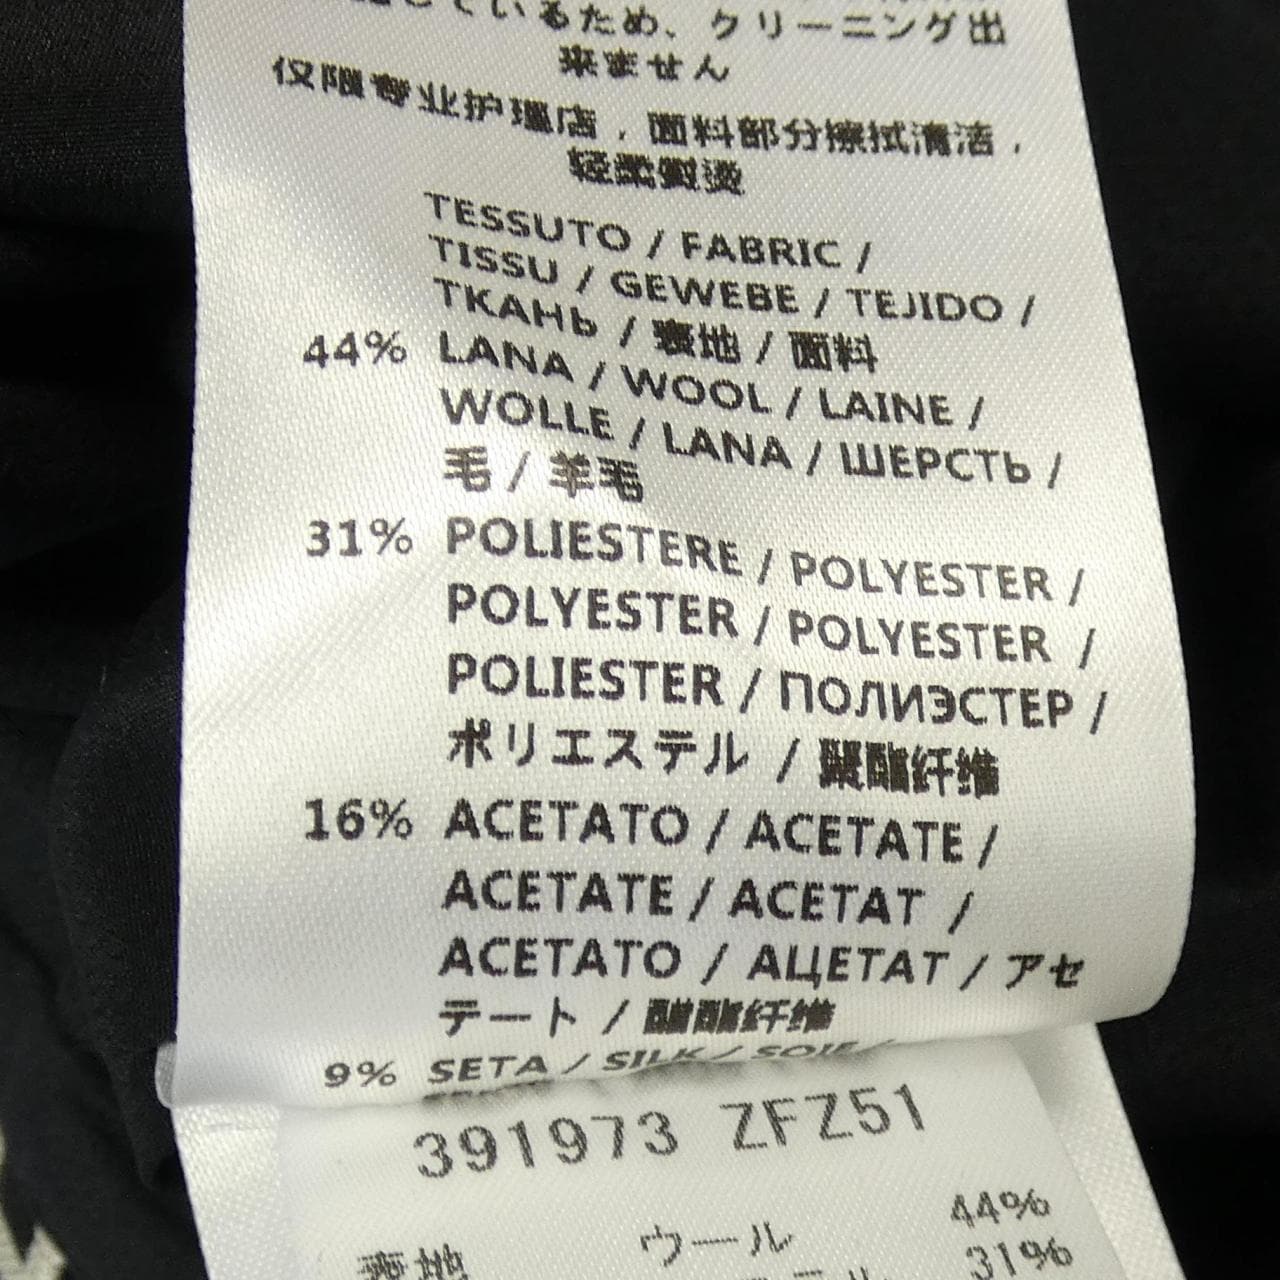 しているため、クリーニング出
来ません
仅限专业护理店，面料部分擦拭清洁，
轻柔熨烫
TESSUTO / FABRIC /
TISSU / GEWEBE / TEJIDO /
ТКАНЬ / 表地 / 面料
44% LANA / WOOL / LAINE /
WOLLE / LANA / ШЕРСТЬ /
毛 / 羊毛
31% POLIESTERE / POLYESTER /
POLYESTER / POLYESTER /
POLIESTER / ПОЛИЭСТЕР /
ポリエステル / 聚酯纤维
16% ACETATO / ACETATE /
ACETATE / ACETAT /
ACETATO / АЦЕТАТ / アセ
テート / 醋酯纤维
9% SETA / SILK / SOIE /
391973 ZFZ51
表地 ウール 44%
31%